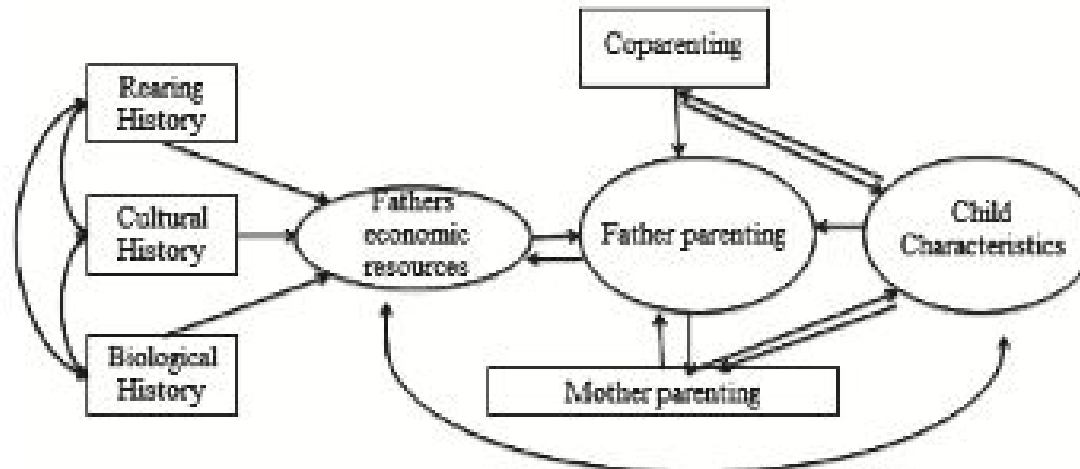 Coparenting
Rearing
History
Cultural
History
Biological
History
Fathers
economic
resources
Father parenting
Child
Characteristics
Mother parenting